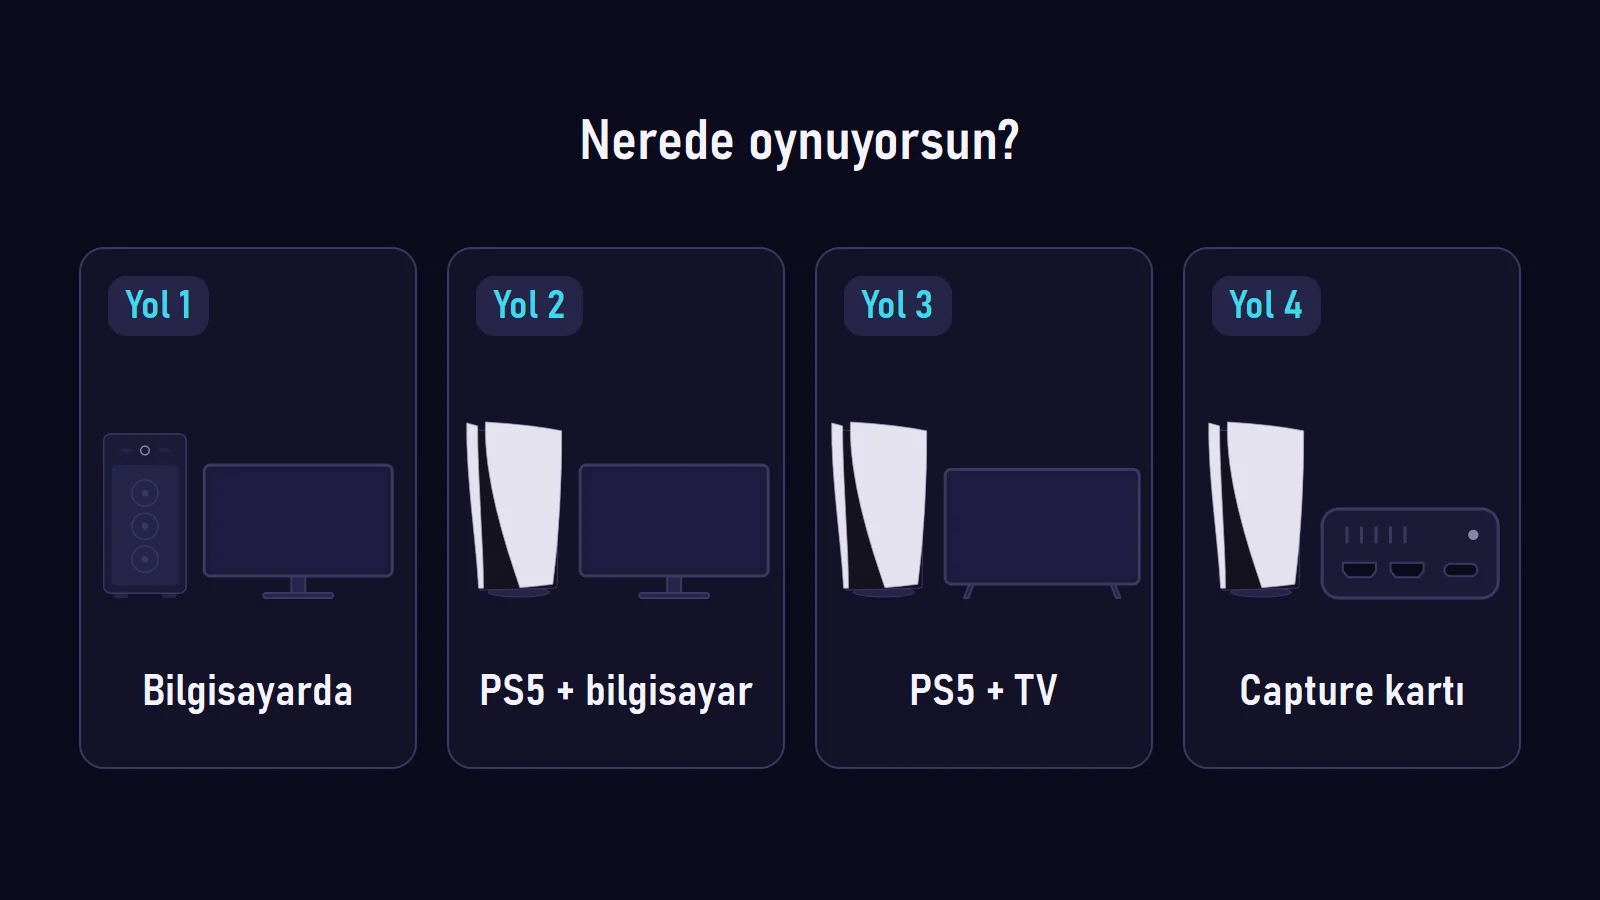 Nerede oynuyorsun?
Yol 1
Yol 2
Yol 3
Yol 4
Bilgisayarda
PS5 + bilgisayar
PS5 + TV
Capture kartı